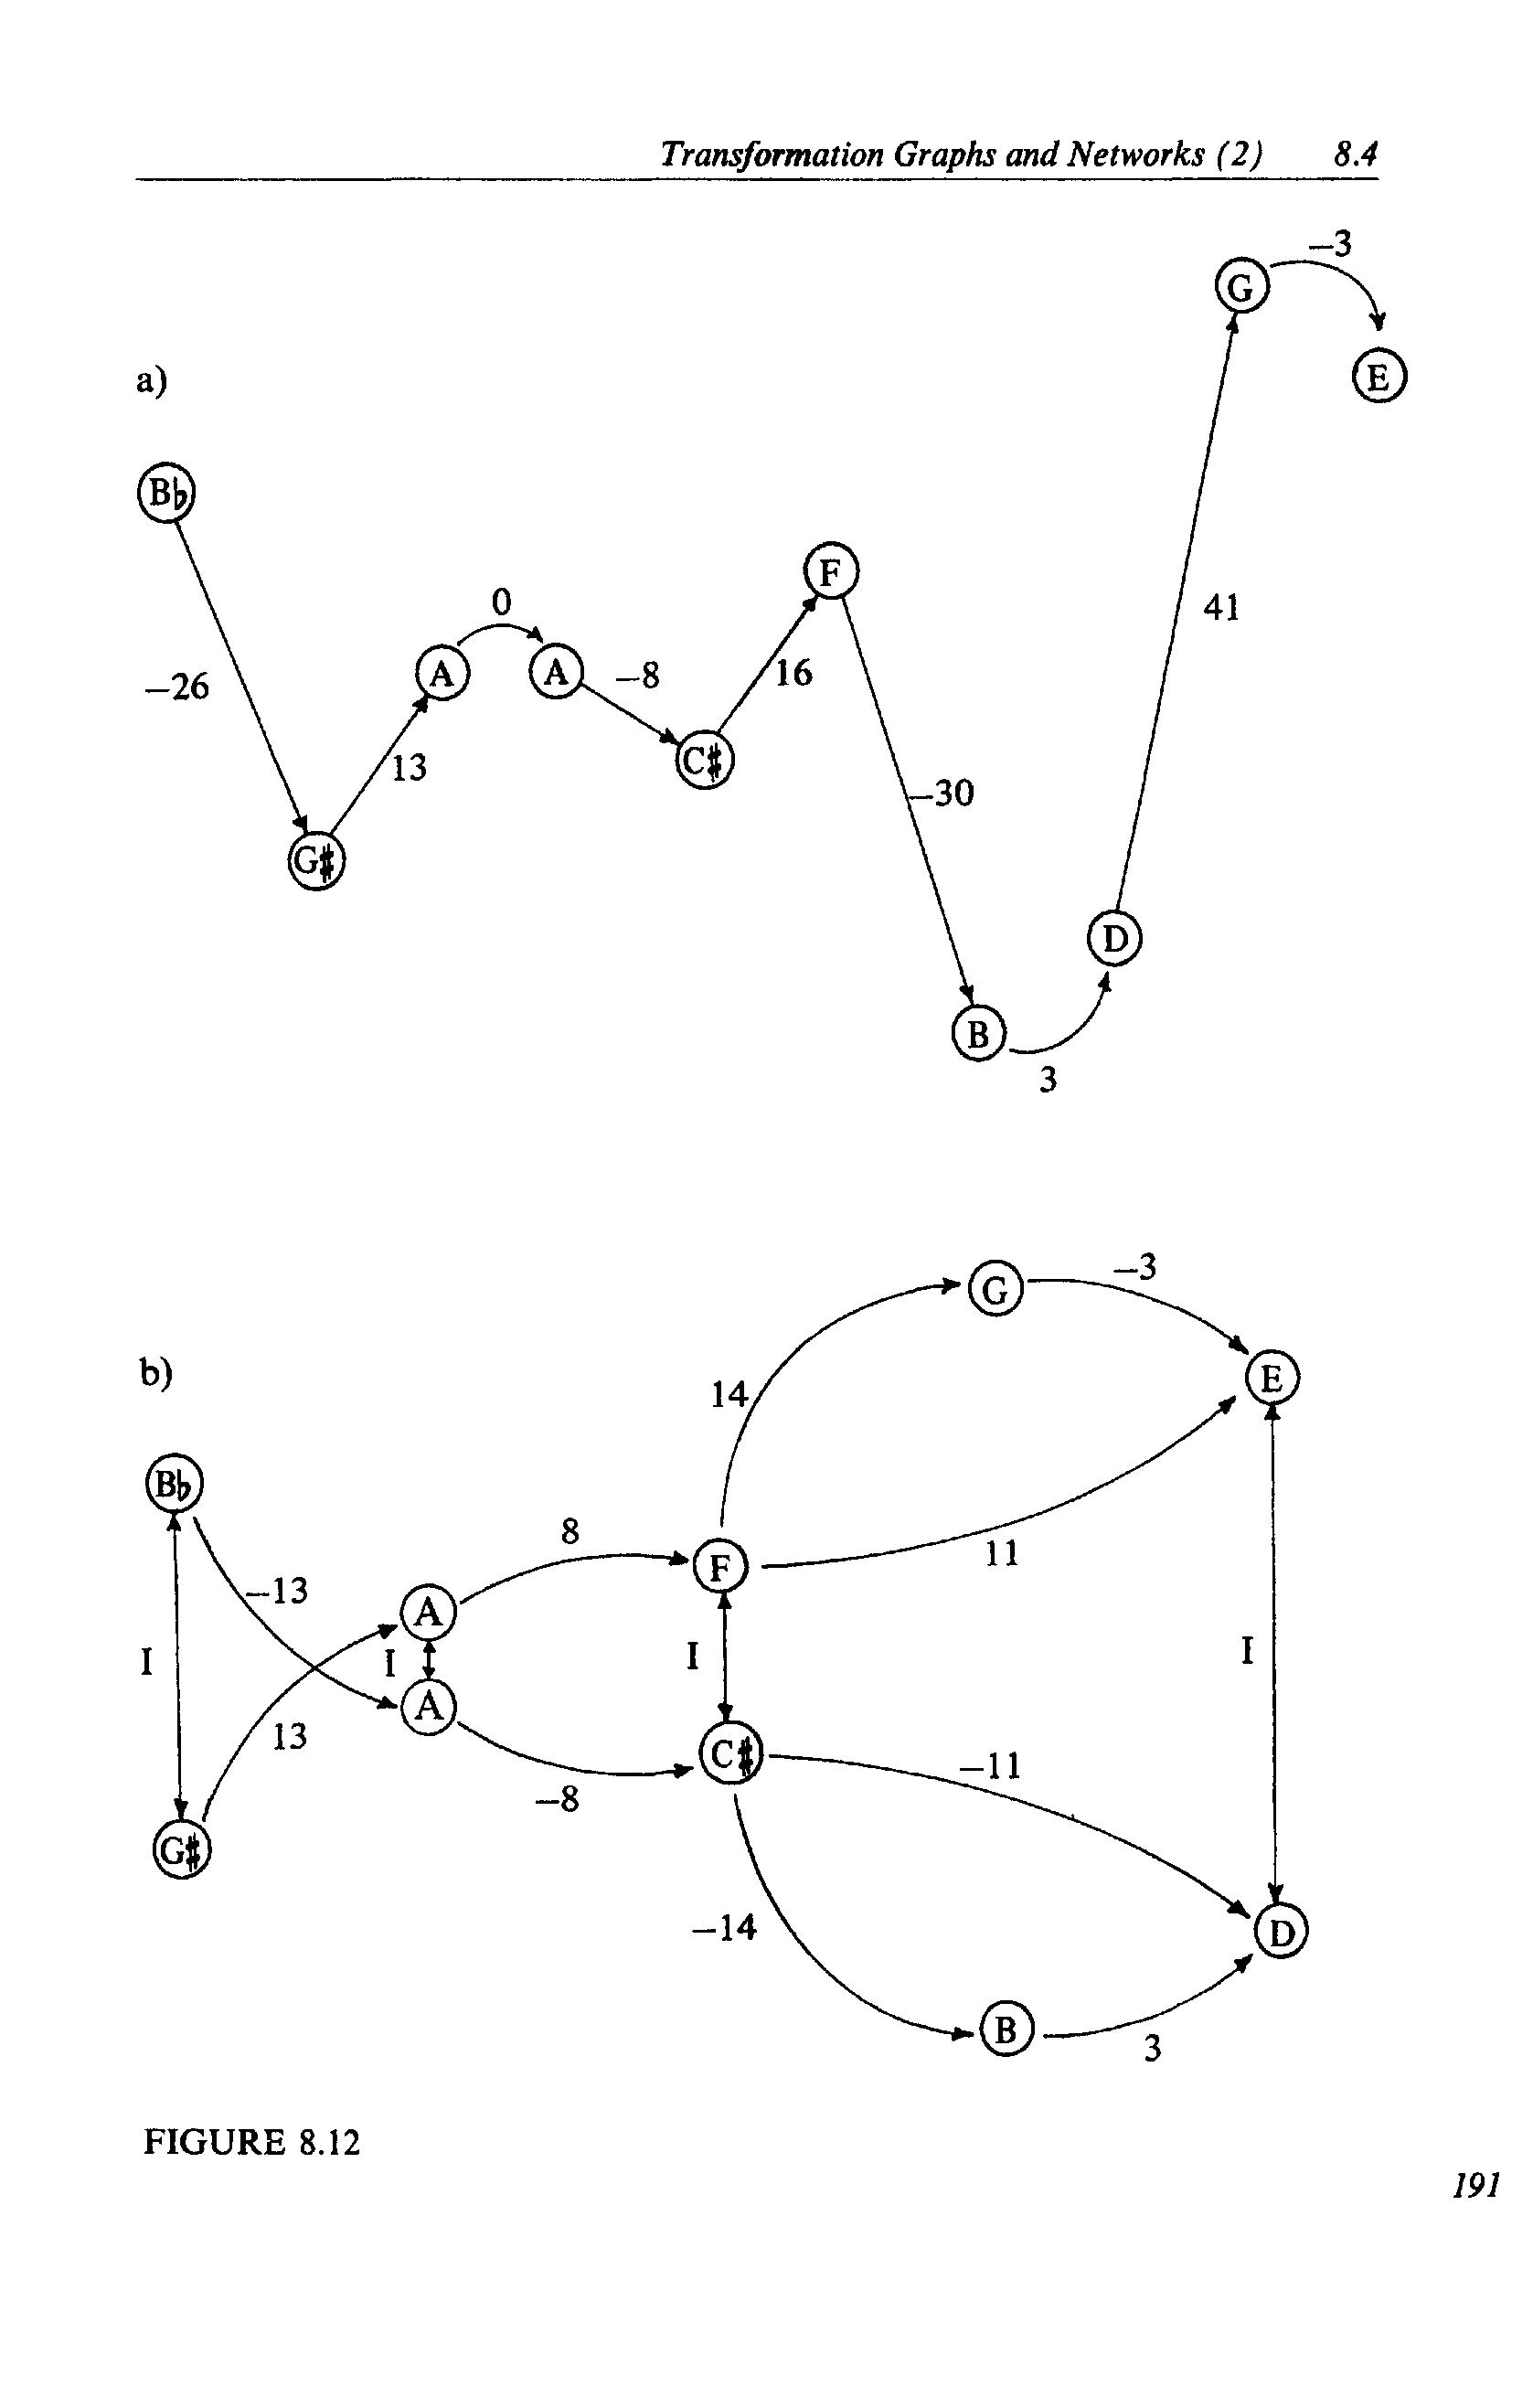 Transformation Graphs and Networks (2) 8.4
a)
−3
G
E
B♭
0
F
A
A
−8
16
41
−26
13
C♯
−30
G♯
D
B
3
b)
G
−3
E
14
B♭
8
F
11
−13
A
I
I
I
I
A
13
C♯
−11
−8
G♯
−14
D
B
3
FIGURE 8.12
191